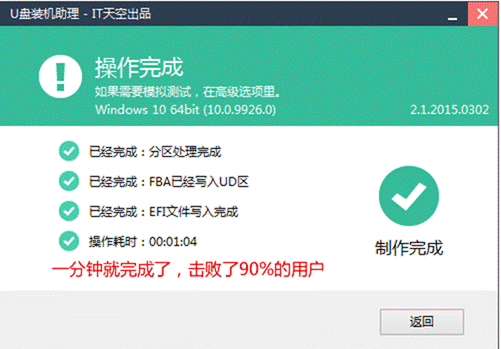 U盘装机助理 - IT天空出品
操作完成
如果需要模拟测试，在高级选项里。
Windows 10 64bit (10.0.9926.0)
2.1.2015.0302
已经完成：分区处理完成
已经完成：FBA已经写入UD区
已经完成：EFI文件写入完成
操作耗时：00:01:04
制作完成
一分钟就完成了，击败了90%的用户
返回